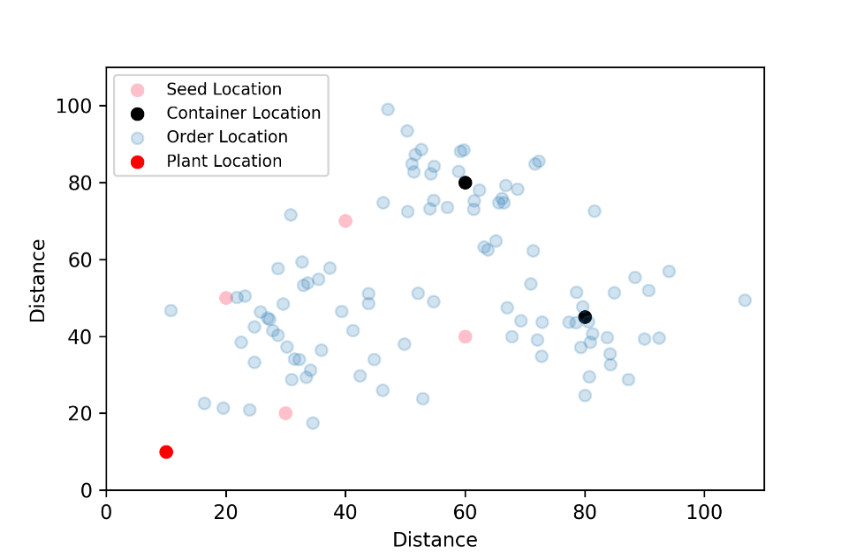 Seed Location
Container Location
Order Location
Plant Location
100
80
60
40
20
0
Distance
0 20 40 60 80 100
Distance